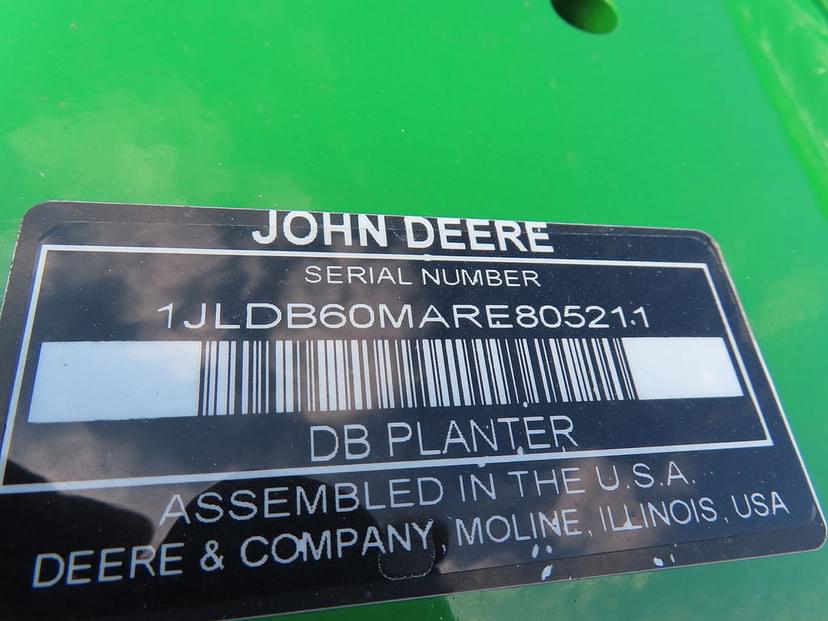 JOHN DEERE
SERIAL NUMBER
1JLDB60MARE805211
DB PLANTER
ASSEMBLED IN THE U.S.A.
DEERE & COMPANY, MOLINE, ILLINOIS, USA